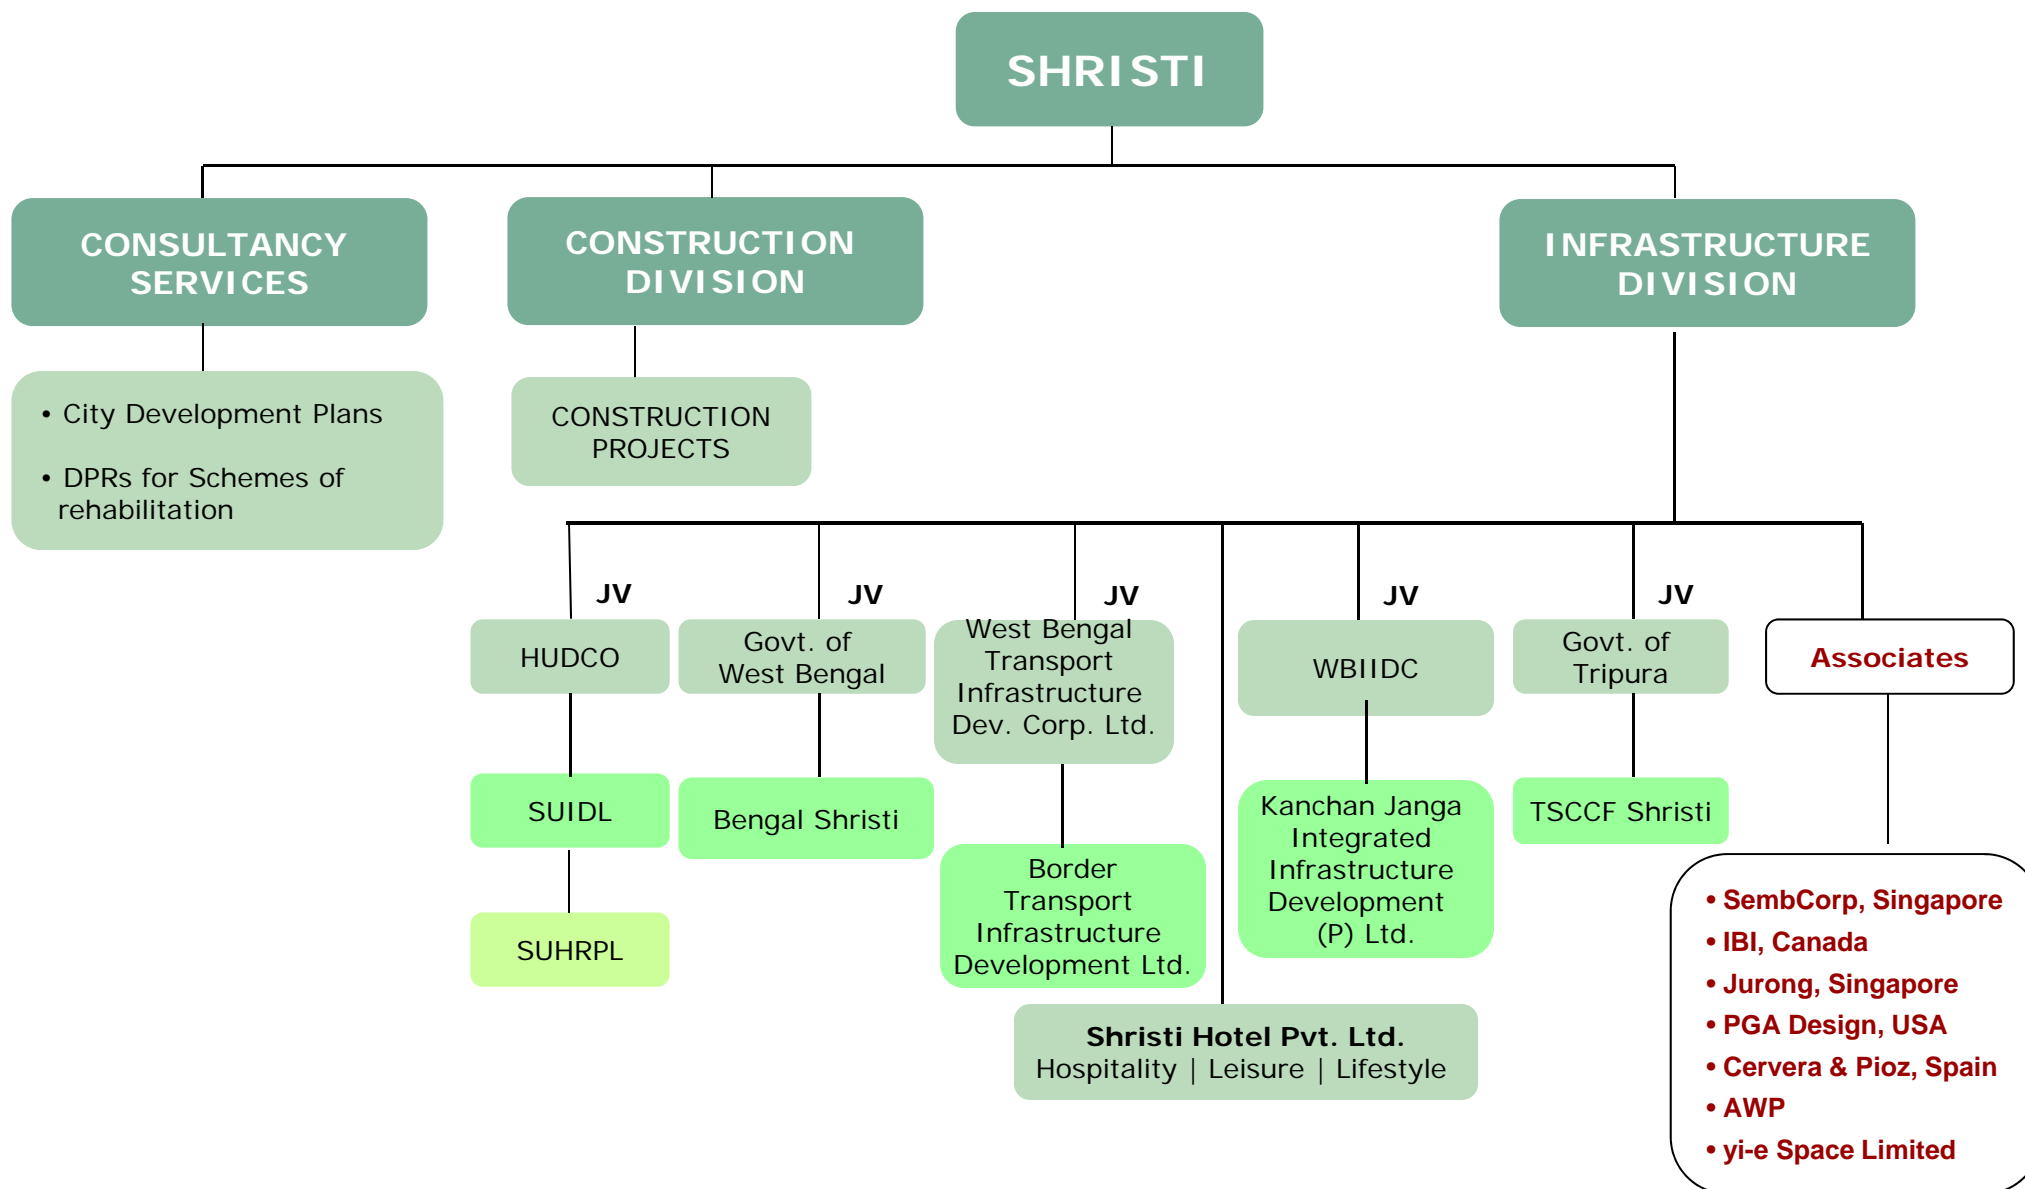 SHRISTI
CONSULTANCY
SERVICES
CONSTRUCTION
DIVISION
INFRASTRUCTURE
DIVISION
• City Development Plans
• DPRs for Schemes of
rehabilitation
CONSTRUCTION
PROJECTS
JV
JV
JV
JV
JV
HUDCO
Govt. of
West Bengal
West Bengal
Transport
Infrastructure
Dev. Corp. Ltd.
WBIIDC
Govt. of
Tripura
Associates
SUIDL
Bengal Shristi
Border
Transport
Infrastructure
Development Ltd.
Kanchan Janga
Integrated
Infrastructure
Development
(P) Ltd.
TSCCF Shristi
SUHRPL
Shristi Hotel Pvt. Ltd.
Hospitality | Leisure | Lifestyle
• SembCorp, Singapore
• IBI, Canada
• Jurong, Singapore
• PGA Design, USA
• Cervera & Pioz, Spain
• AWP
• yi-e Space Limited